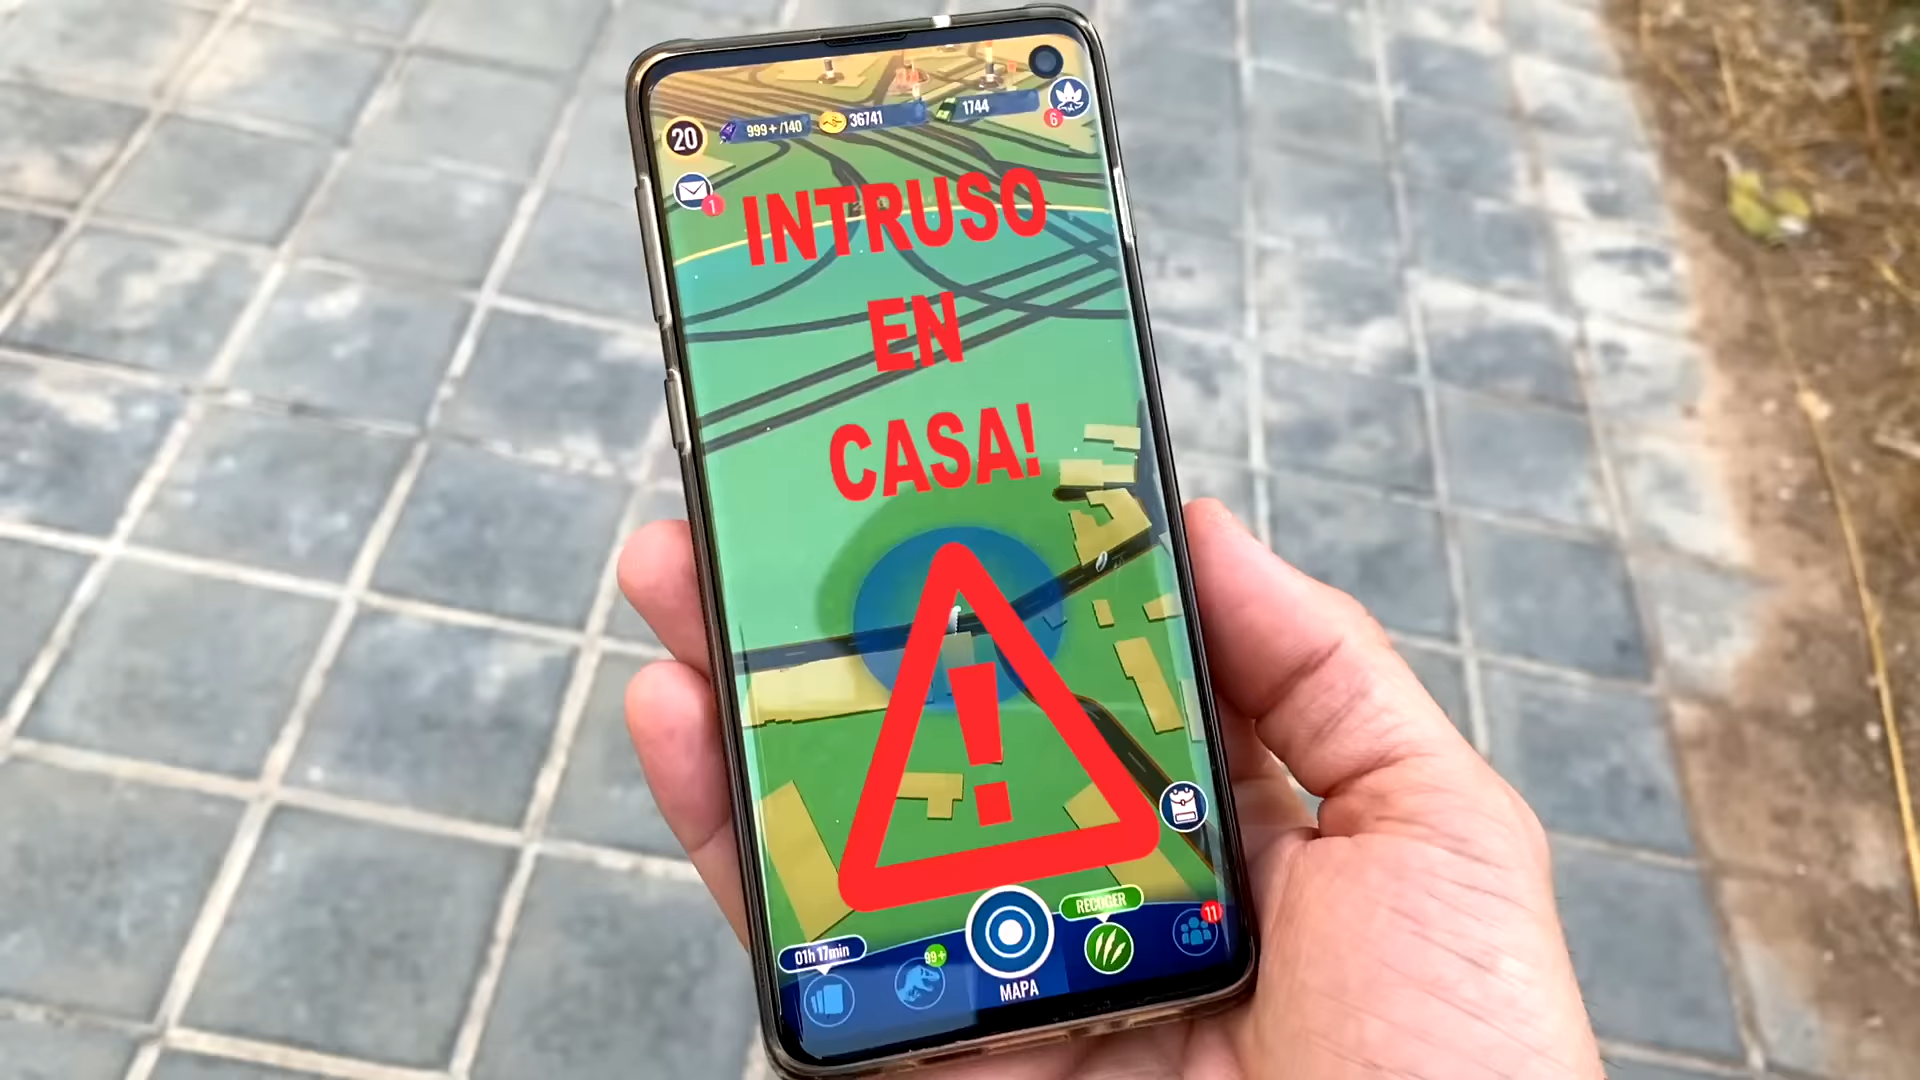 20
999+/140
36741
1744
6
1
INTRUSO
EN
CASA!
RECOGER
11
01h 17min
99+
MAPA